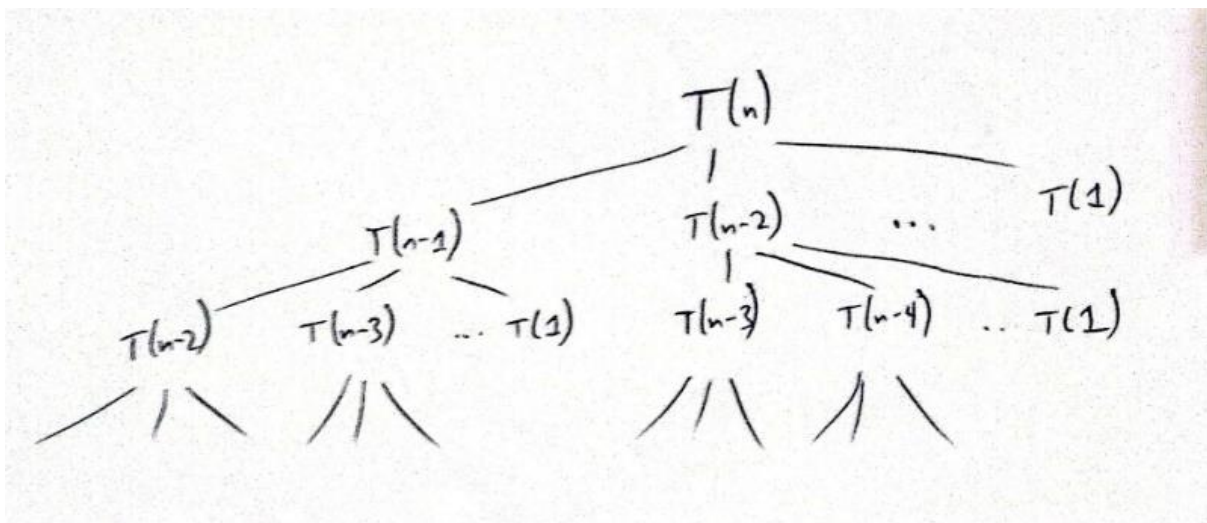 T(n)
T(n-1) T(n-2) ... T(1)
T(n-2) T(n-3) ... T(1) T(n-3) T(n-4) ... T(1)